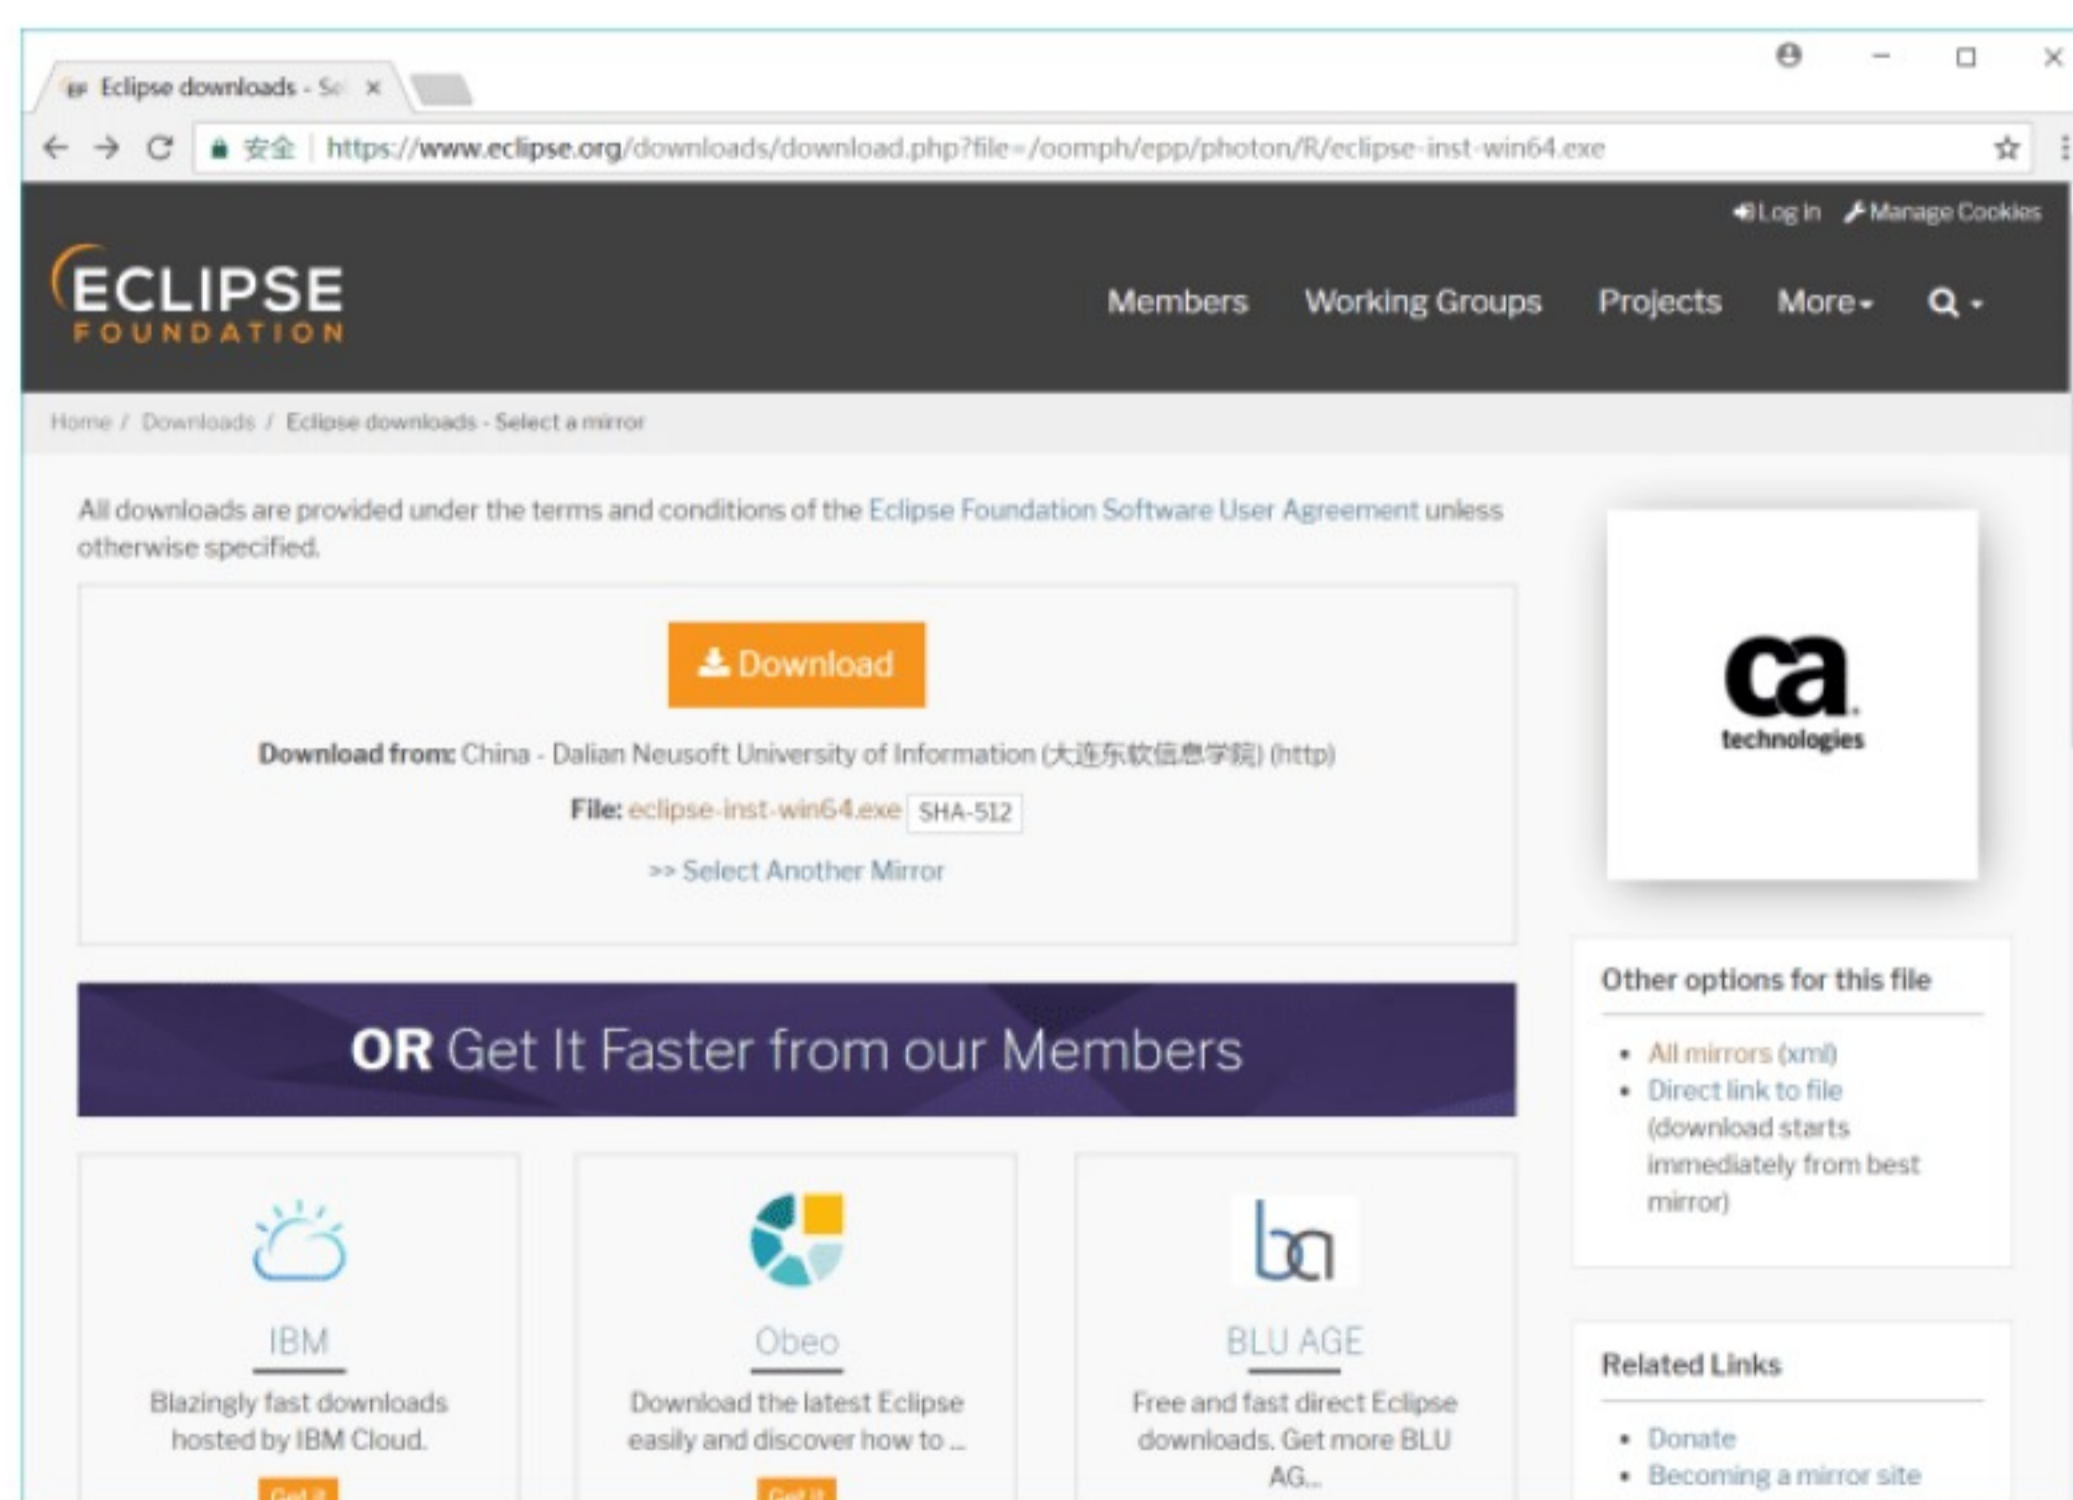 EF Eclipse downloads - Se
安全 https://www.eclipse.org/downloads/download.php?file=/oomph/epp/photon/R/eclipse-inst-win64.exe
Log in Manage Cookies
ECLIPSE
FOUNDATION
Members Working Groups Projects More
Home / Downloads / Eclipse downloads - Select a mirror
All downloads are provided under the terms and conditions of the Eclipse Foundation Software User Agreement unless
otherwise specified.
Download
Download from: China - Dalian Neusoft University of Information (大连东软信息学院) (http)
File: eclipse-inst-win64.exe SHA-512
>> Select Another Mirror
ca
technologies
OR Get It Faster from our Members
Other options for this file
• All mirrors (xml)
• Direct link to file
(download starts
immediately from best
mirror)
IBM
Blazingly fast downloads
hosted by IBM Cloud.
Get it
Obeo
Download the latest Eclipse
easily and discover how to ...
Get it
ba
BLU AGE
Free and fast direct Eclipse
downloads. Get more BLU
AG...
Related Links
• Donate
• Becoming a mirror site